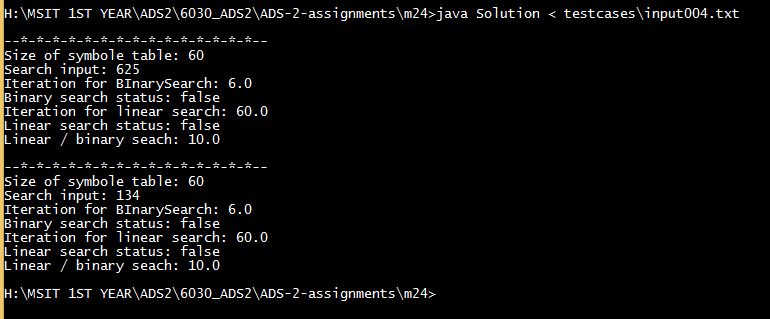 H:\MSIT 1ST YEAR\ADS2\6030_ADS2\ADS-2-assignments\m24>java Solution < testcases\input004.txt
--*-*-*-*-*-*-*-*-*-*-*-*-*-*-*--
Size of symbole table: 60
Search input: 625
Iteration for BInarySearch: 6.0
Binary search status: false
Iteration for linear search: 60.0
Linear search status: false
Linear / binary seach: 10.0
--*-*-*-*-*-*-*-*-*-*-*-*-*-*-*--
Size of symbole table: 60
Search input: 134
Iteration for BInarySearch: 6.0
Binary search status: false
Iteration for linear search: 60.0
Linear search status: false
Linear / binary seach: 10.0
H:\MSIT 1ST YEAR\ADS2\6030_ADS2\ADS-2-assignments\m24>